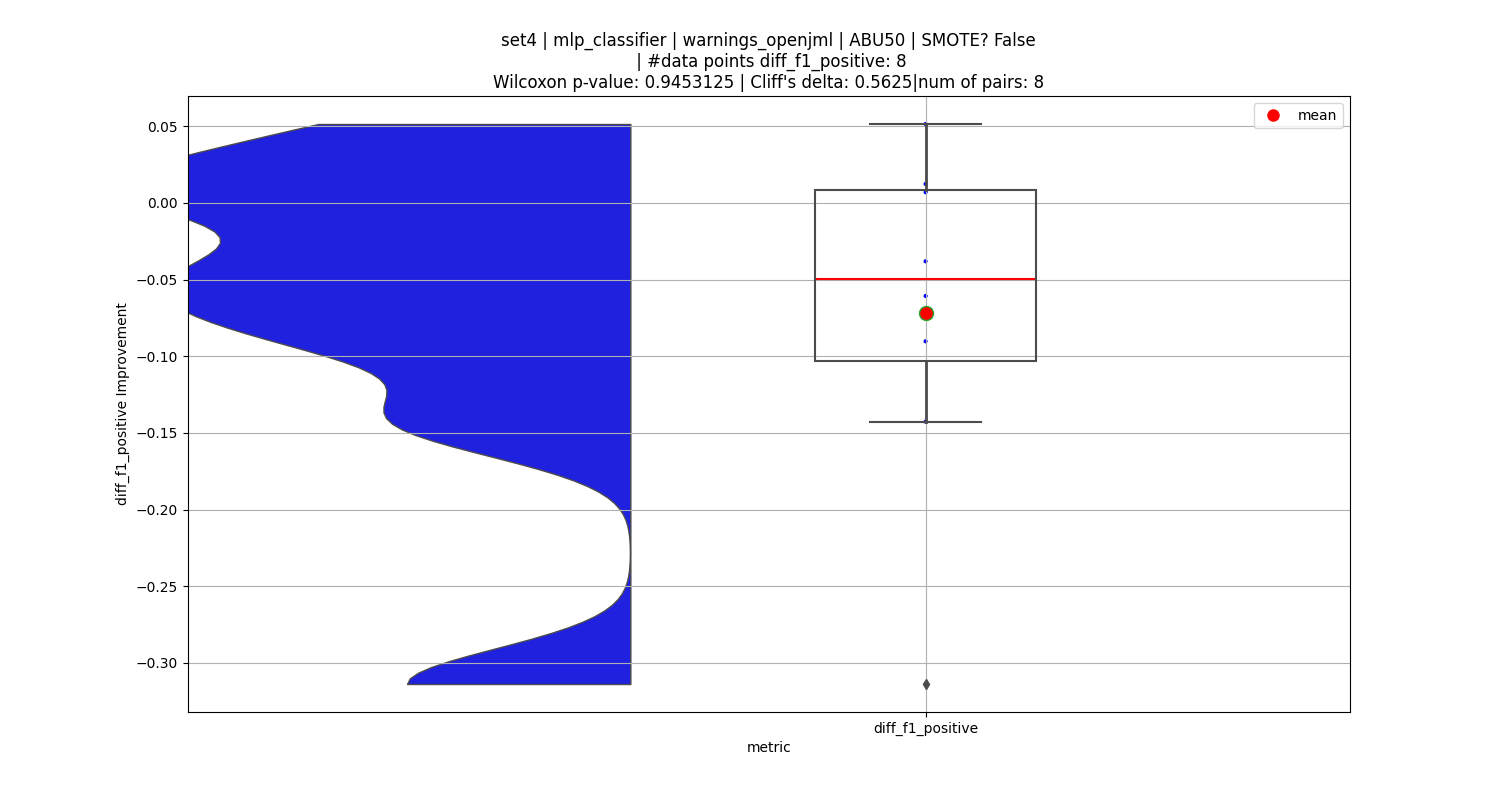 set4 | mlp_classifier | warnings_openjml | ABU50 | SMOTE? False
| #data points diff_f1_positive: 8
Wilcoxon p-value: 0.9453125 | Cliff's delta: 0.5625|num of pairs: 8
mean
0.05
0.00
−0.05
−0.10
−0.15
−0.20
−0.25
−0.30
diff_f1_positive Improvement
diff_f1_positive
metric